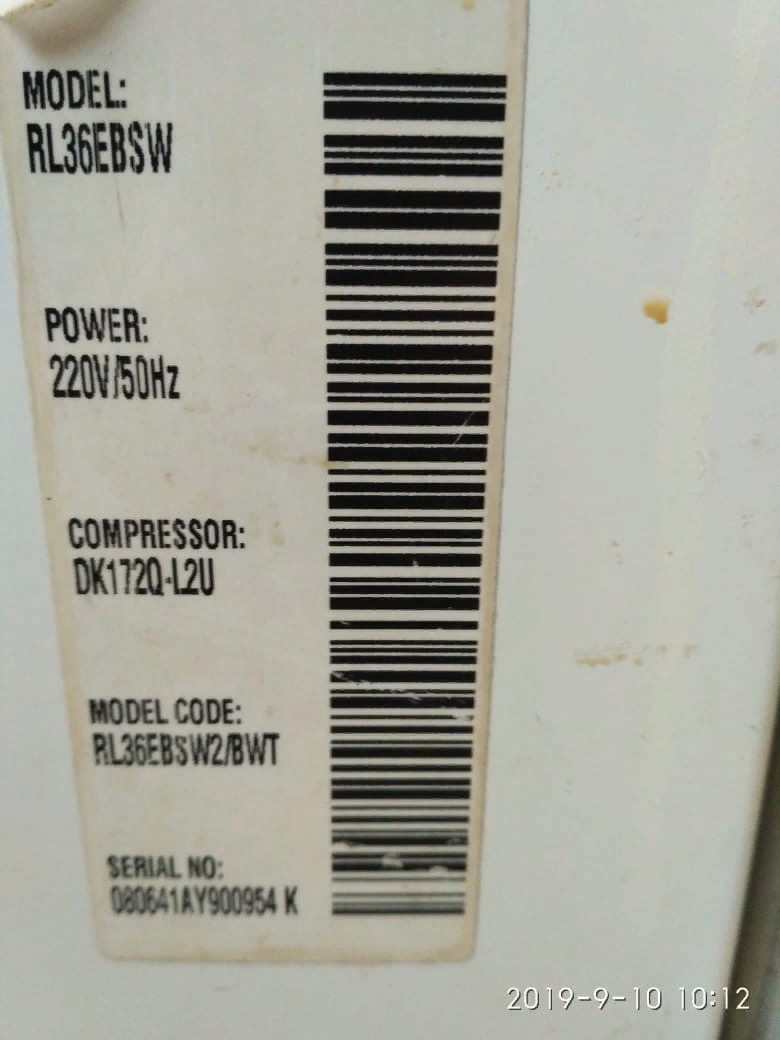 MODEL:
RL36EBSW
POWER:
220V/50Hz
COMPRESSOR:
DK172Q-L2U
MODEL CODE:
RL36EBSW2/BWT
SERIAL NO:
080641AY900954 K
2019-9-10 10:12